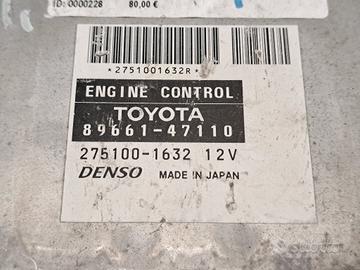 ID: 0000228 80,00 €
*2751001632R*
ENGINE CONTROL
TOYOTA
89661-47110
275100-1632 12V
DENSO MADE IN JAPAN